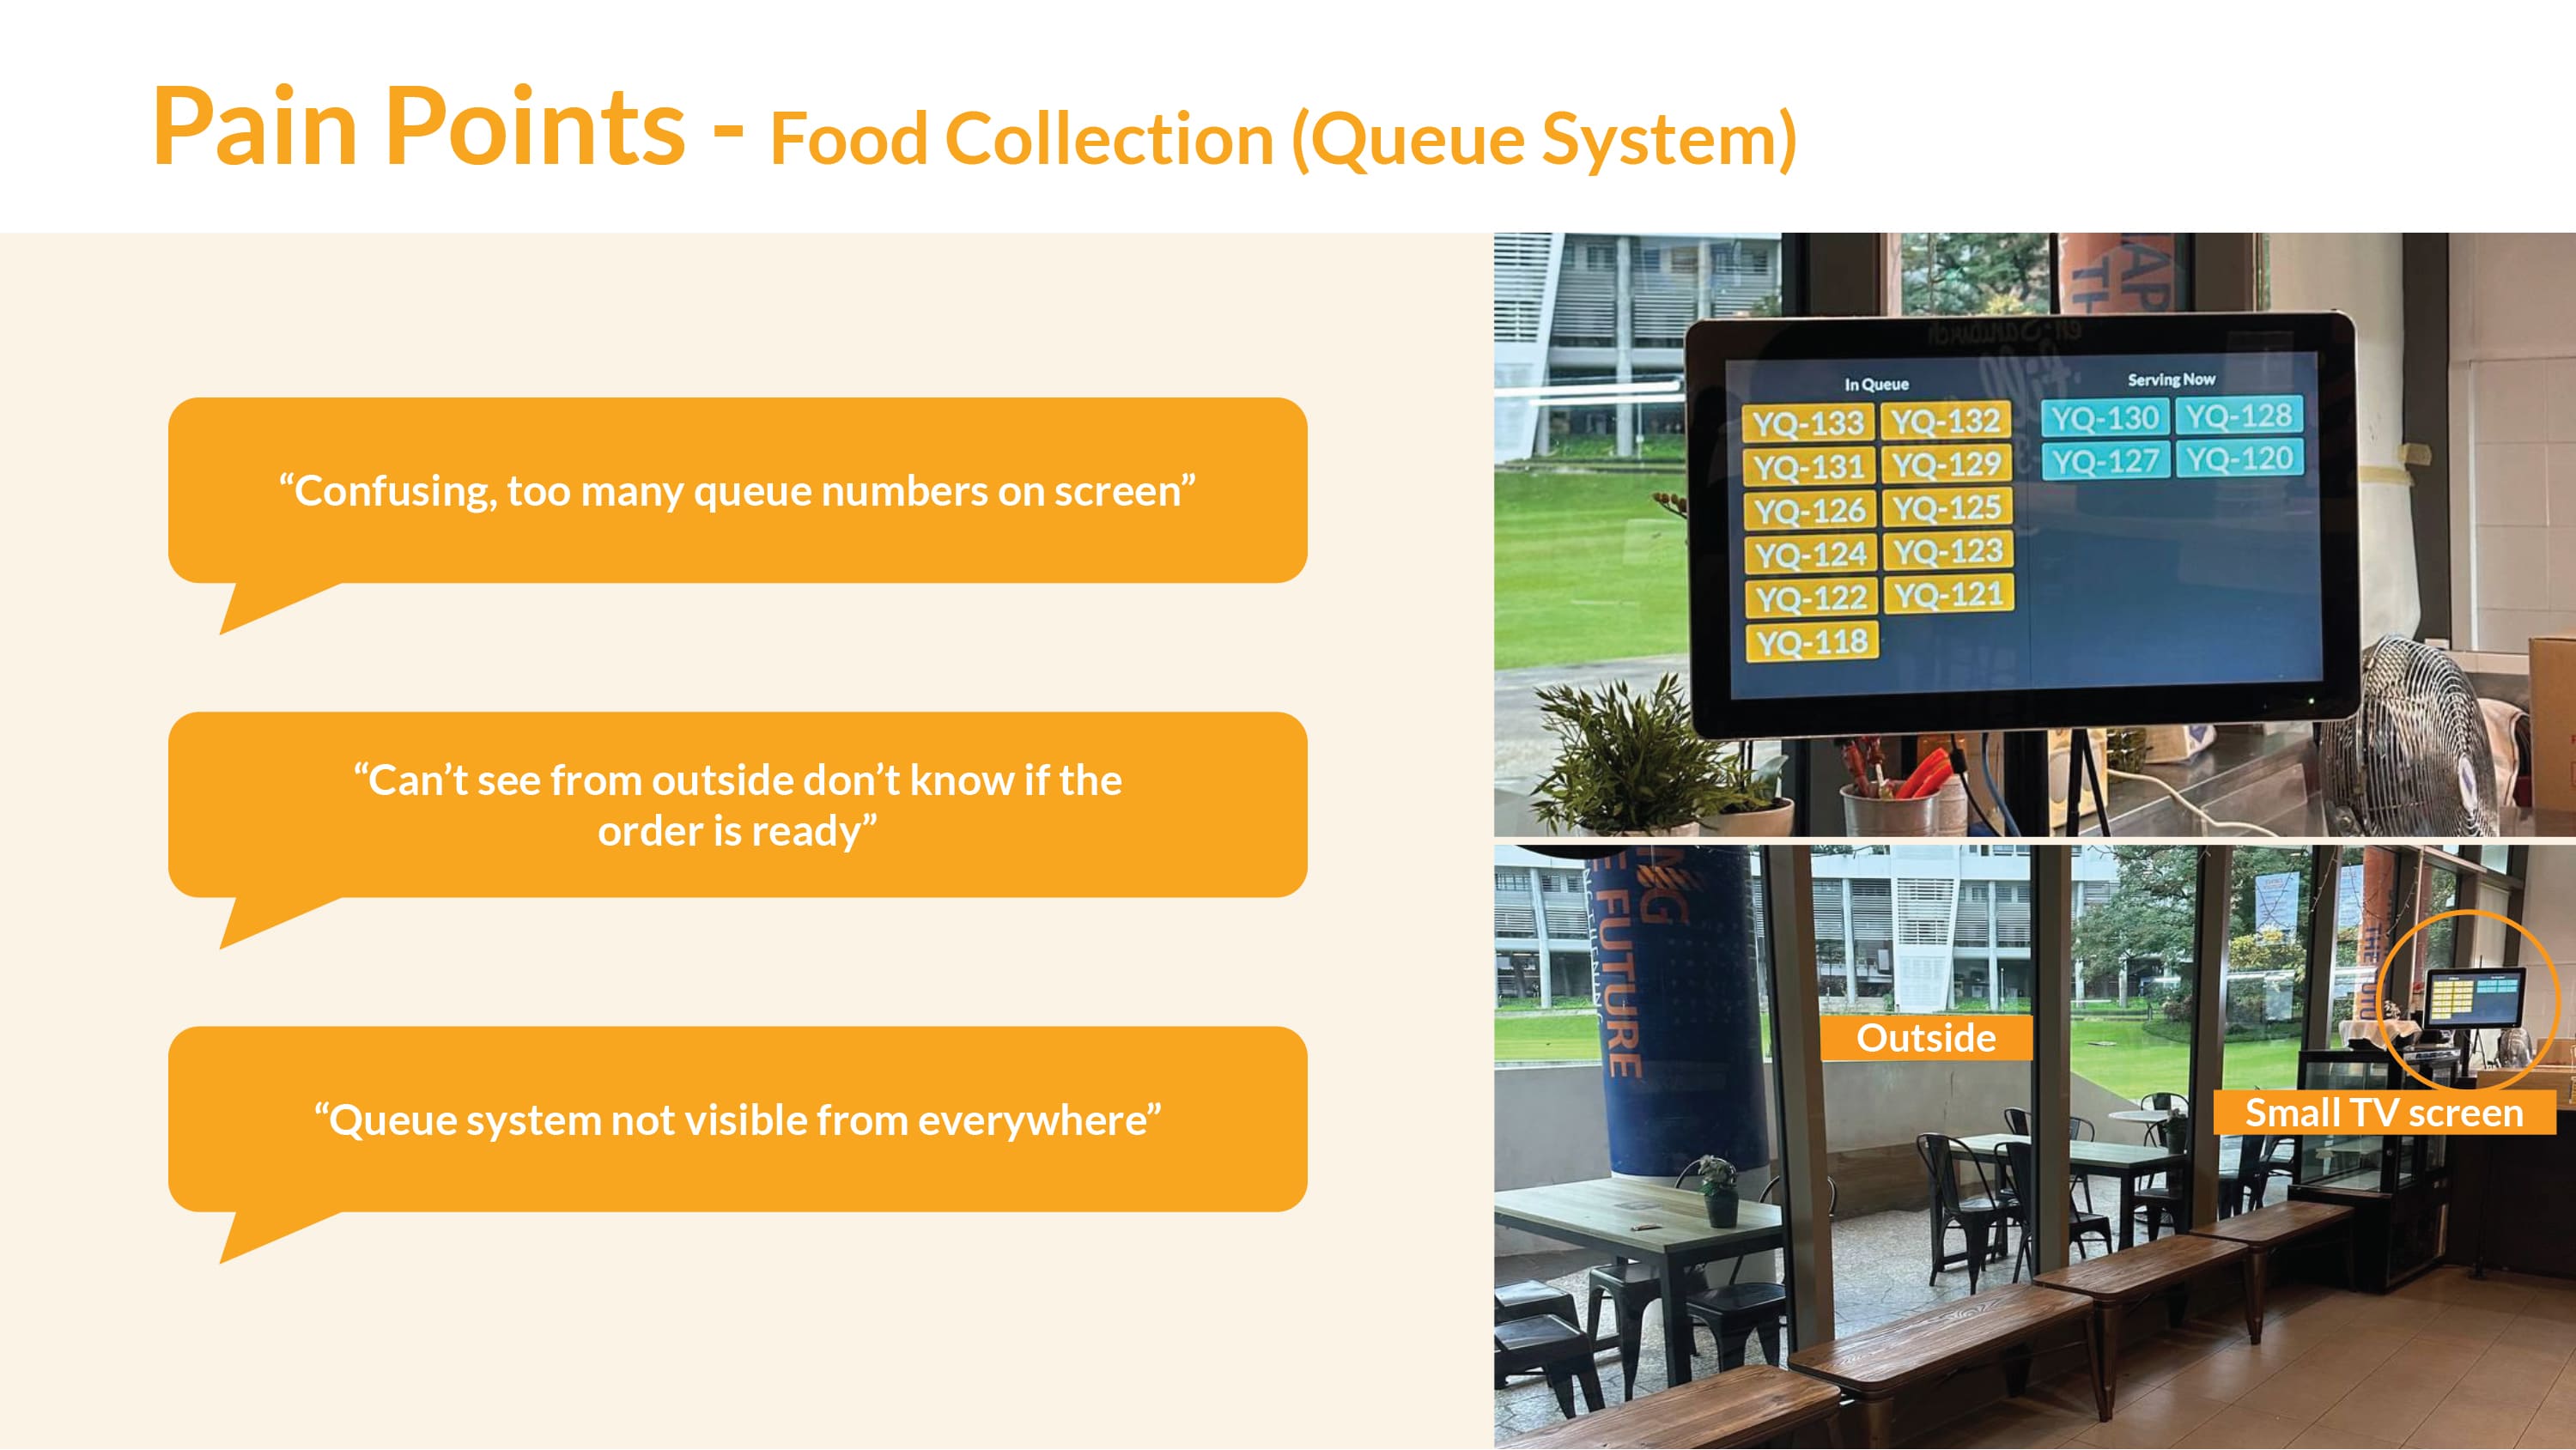 Pain Points - Food Collection (Queue System)
“Confusing, too many queue numbers on screen”
“Can’t see from outside don’t know if the
order is ready”
“Queue system not visible from everywhere”
In Queue
Serving Now
YQ-133 YQ-132
YQ-130 YQ-128
YQ-131 YQ-129
YQ-127 YQ-120
YQ-126 YQ-125
YQ-124 YQ-123
YQ-122 YQ-121
YQ-118
FUTURE
Outside
Small TV screen